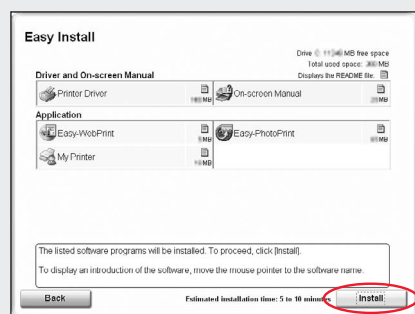 Easy Install
Drive MB free space
Total used space: MB
Driver and On-screen Manual Displays the README file:
Printer Driver MB On-screen Manual MB
Application
Easy-WebPrint MB Easy-PhotoPrint MB
My Printer MB
The listed software programs will be installed. To proceed, click [Install].
To display an introduction of the software, move the mouse pointer to the software name.
Back Estimated installation time: 5 to 10 minutes Install